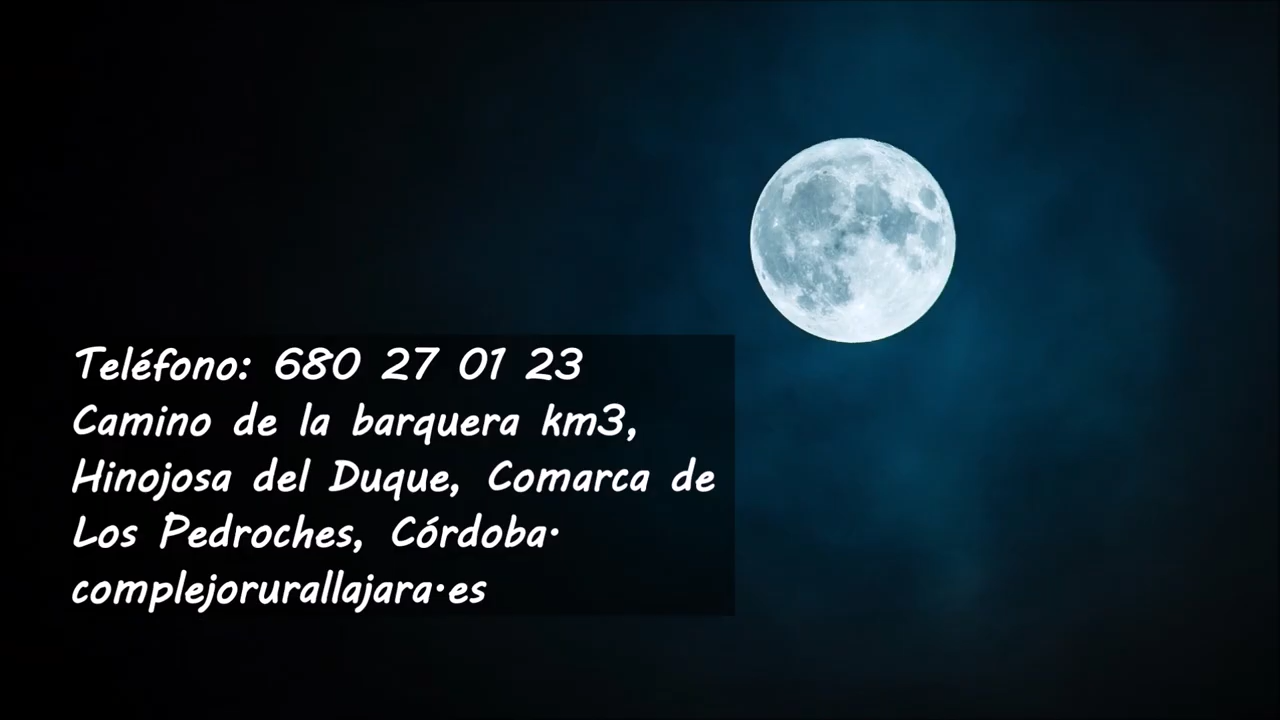 Teléfono: 680 27 01 23
Camino de la barquera km3,
Hinojosa del Duque, Comarca de
Los Pedroches, Córdoba.
complejorurallajara.es